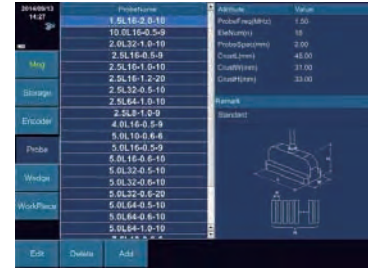 2014/09/13
14:27
Msg
Storage
Encoder
Probe
Wedge
WorkPiece
ProbeName
1.5L16-2.0-10
10.0L16-0.5-9
2.0L32-1.0-10
2.5L16-0.5-9
2.5L16-1.0-10
2.5L16-1.2-20
2.5L32-0.5-10
2.5L64-1.0-10
2.5L8-1.0-9
4.0L16-0.5-9
5.0L10-0.6-6
5.0L16-0.5-9
5.0L16-0.6-10
5.0L32-0.5-10
5.0L32-0.6-10
5.0L32-0.6-20
5.0L64-0.5-10
5.0L64-0.6-10
5.0L64-1.0-10
Attribute Value
ProbeFreq(MHz) 1.50
EleNum(n) 16
ProbeSpac(mm) 2.00
CrustL(mm) 45.00
CrustW(mm) 31.00
CrustH(mm) 33.00
Remark
Standard
Edit Delete Add